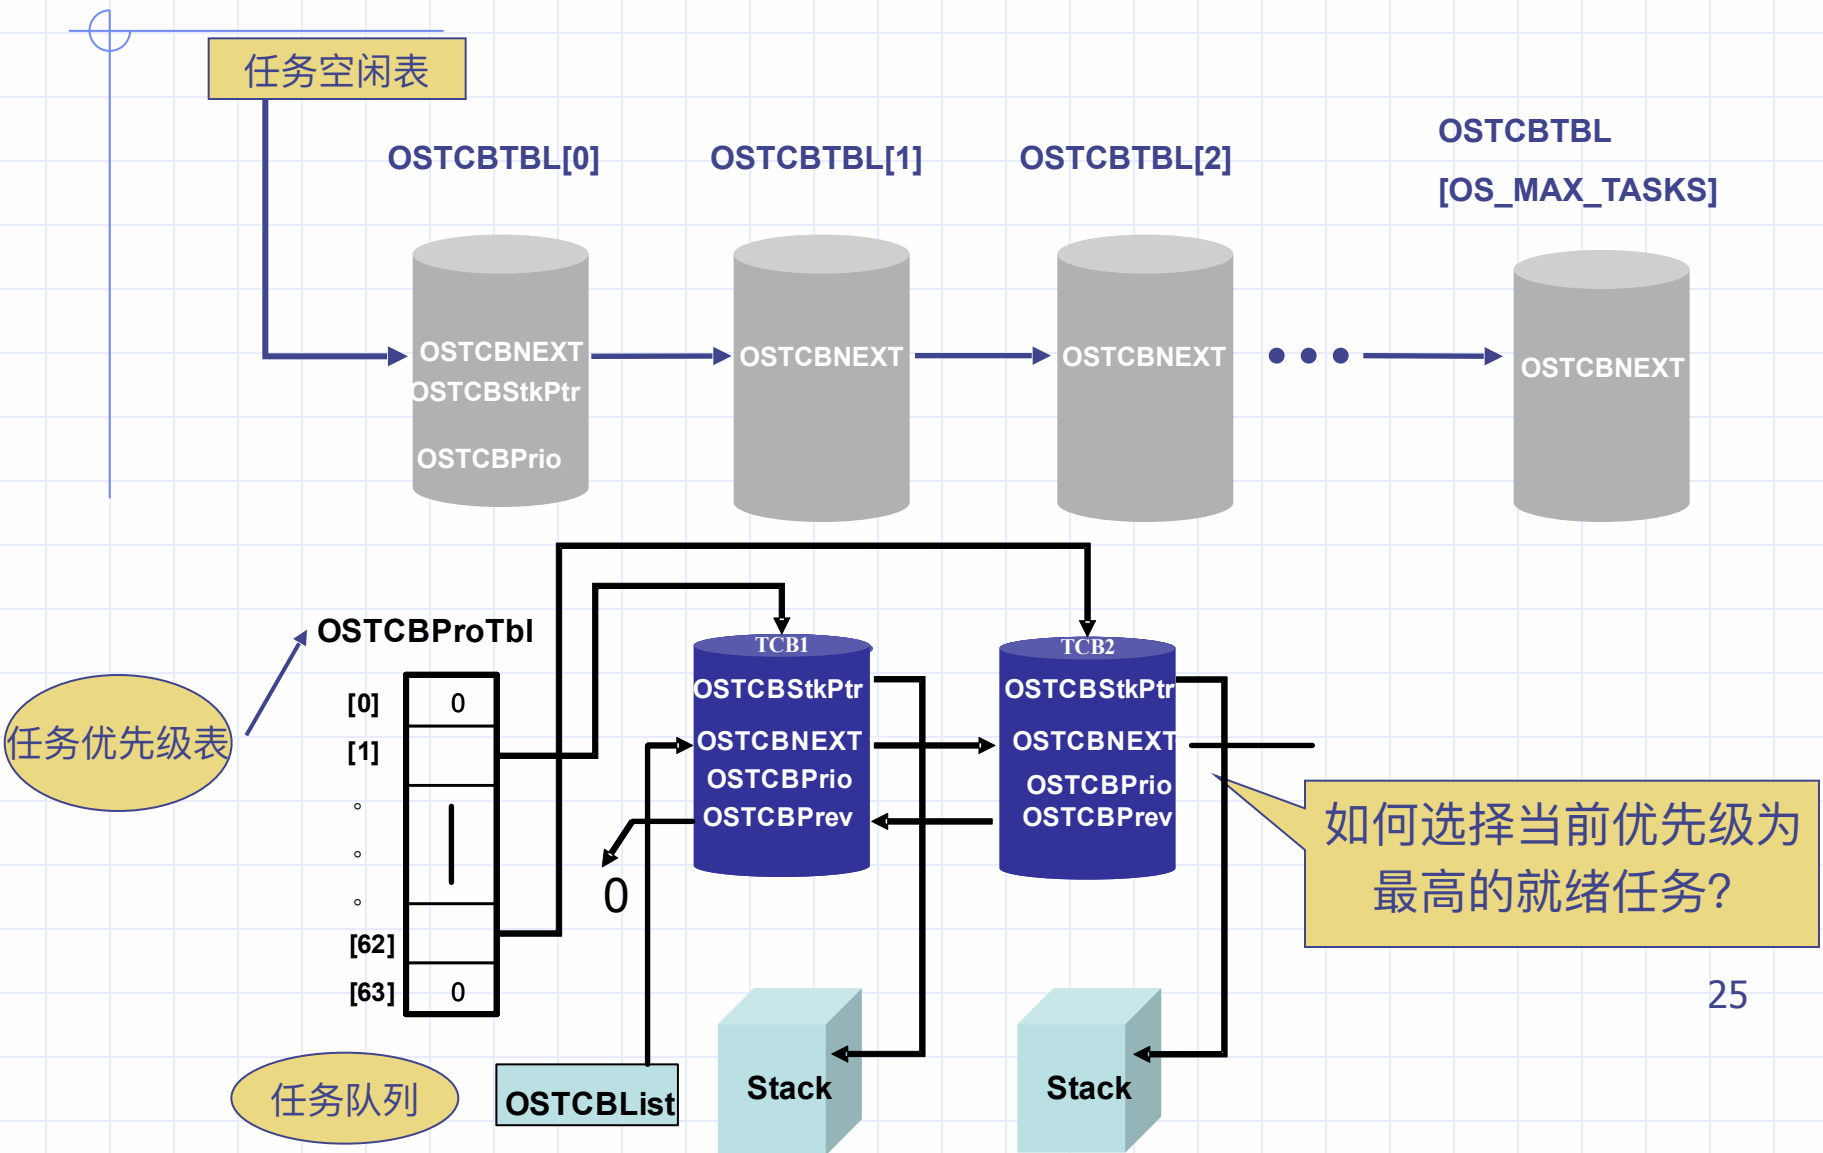 任务空闲表
OSTCBTBL[0]
OSTCBTBL[1]
OSTCBTBL[2]
OSTCBTBL
[OS_MAX_TASKS]
OSTCBNEXT
OSTCBStkPtr
OSTCBPrio
OSTCBNEXT
OSTCBNEXT
OSTCBNEXT
OSTCBProTbl
任务优先级表
[0] 0
[1]
。
。
。
[62]
[63] 0
TCB1
OSTCBStkPtr
OSTCBNEXT
OSTCBPrio
OSTCBPrev
0
TCB2
OSTCBStkPtr
OSTCBNEXT
OSTCBPrio
OSTCBPrev
如何选择当前优先级为
最高的就绪任务?
25
任务队列
OSTCBList
Stack
Stack